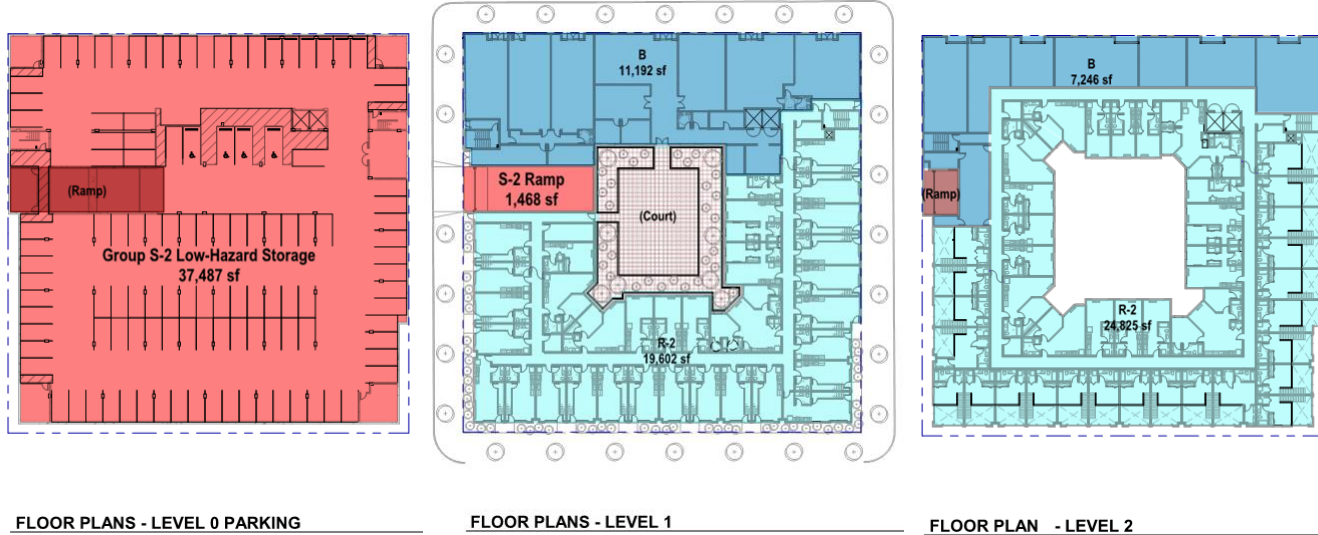 (Ramp)
Group S-2 Low-Hazard Storage
37,487 sf
FLOOR PLANS - LEVEL 0 PARKING
B
11,192 sf
S-2 Ramp
1,468 sf
(Court)
R-2
19,602 sf
FLOOR PLANS - LEVEL 1
B
7,246 sf
(Ramp)
R-2
24,825 sf
FLOOR PLAN - LEVEL 2